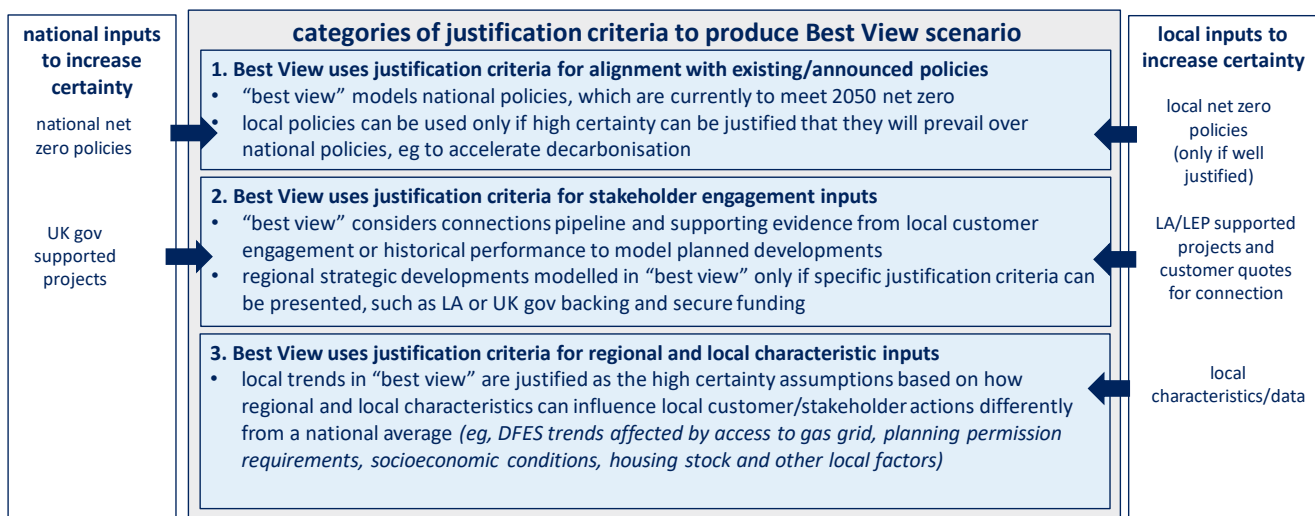 national inputs
to increase
certainty
national net
zero policies
UK gov
supported
projects
categories of justification criteria to produce Best View scenario
1. Best View uses justification criteria for alignment with existing/announced policies
• “best view” models national policies, which are currently to meet 2050 net zero
• local policies can be used only if high certainty can be justified that they will prevail over
national policies, eg to accelerate decarbonisation
2. Best View uses justification criteria for stakeholder engagement inputs
• “best view” considers connections pipeline and supporting evidence from local customer
engagement or historical performance to model planned developments
• regional strategic developments modelled in “best view” only if specific justification criteria can
be presented, such as LA or UK gov backing and secure funding
3. Best View uses justification criteria for regional and local characteristic inputs
• local trends in “best view” are justified as the high certainty assumptions based on how
regional and local characteristics can influence local customer/stakeholder actions differently
from a national average (eg, DFES trends affected by access to gas grid, planning permission
requirements, socioeconomic conditions, housing stock and other local factors)
local inputs to
increase certainty
local net zero
policies
(only if well
justified)
LA/LEP supported
projects and
customer quotes
for connection
local
characteristics/data